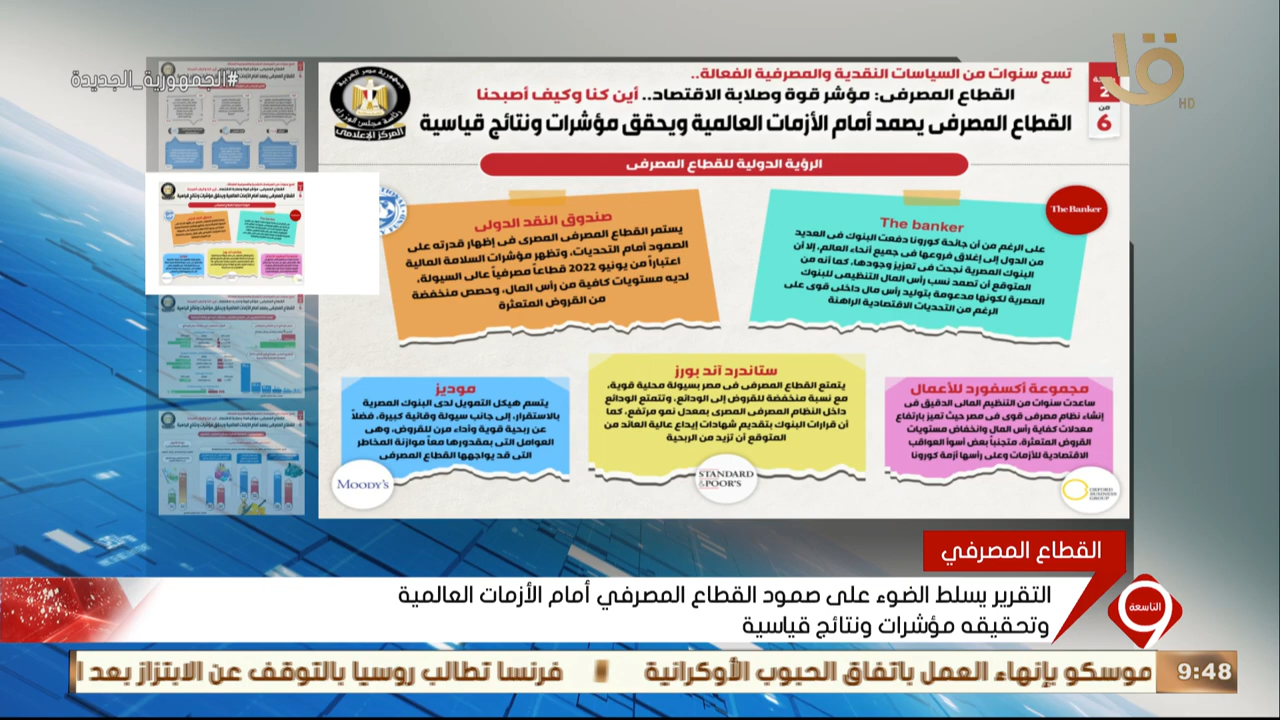 #الجمهورية_الجديدة
HD
تسع سنوات من السياسات النقدية والمصرفية الفعالة..
القطاع المصرفى: مؤشر قوة وصلابة الاقتصاد.. أين كنا وكيف أصبحنا
القطاع المصرفى يصمد أمام الأزمات العالمية ويحقق مؤشرات ونتائج قياسية
2
من
6
رئاسة مجلس الوزراء
المركز الإعلامى
الرؤية الدولية للقطاع المصرفى
The Banker
The banker
على الرغم من أن جائحة كورونا دفعت البنوك فى العديد
من الدول إلى إغلاق فروعها فى جميع أنحاء العالم، إلا أن
البنوك المصرية نجحت فى تعزيز وجودها، كما أنه من
المتوقع أن تصمد نسب رأس المال التنظيمى للبنوك
المصرية لكونها مدعومة بتوليد رأس مال داخلى قوى على
الرغم من التحديات الاقتصادية الراهنة
صندوق النقد الدولى
يستمر القطاع المصرفى المصرى فى إظهار قدرته على
الصمود أمام التحديات، وتظهر مؤشرات السلامة المالية
اعتباراً من يونيو 2022 قطاعاً مصرفياً عالى السيولة،
لديه مستويات كافية من رأس المال، وحصص منخفضة
من القروض المتعثرة
مجموعة أكسفورد للأعمال
ساعدت سنوات من التنظيم المالى الدقيق فى
إنشاء نظام مصرفى قوى فى مصر حيث تميز بارتفاع
معدلات كفاية رأس المال وانخفاض مستويات
القروض المتعثرة، متجنباً بعض أسوأ العواقب
الاقتصادية للأزمات وعلى رأسها أزمة كورونا
OXFORD
BUSINESS
GROUP
ستاندرد آند بورز
يتمتع القطاع المصرفى فى مصر بسيولة محلية قوية،
مع نسبة منخفضة للقروض إلى الودائع، وتتمتع الودائع
داخل النظام المصرفى المصرى بمعدل نمو مرتفع، كما
أن قرارات البنوك بتقديم شهادات إيداع عالية العائد من
المتوقع أن تزيد من الربحية
STANDARD
&POOR'S
موديز
يتسم هيكل التمويل لدى البنوك المصرية
بالاستقرار، إلى جانب سيولة وقائية كبيرة، فضلاً
عن ربحية قوية وأداء مرن للقروض، وهى
العوامل التى بمقدورها معاً موازنة المخاطر
التى قد يواجهها القطاع المصرفى
MOODY'S
القطاع المصرفي
التقرير يسلط الضوء على صمود القطاع المصرفي أمام الأزمات العالمية
وتحقيقه مؤشرات ونتائج قياسية
التاسعة
9:48
موسكو بإنهاء العمل باتفاق الحبوب الأوكرانية
فرنسا تطالب روسيا بالتوقف عن الابتزاز بعد ا